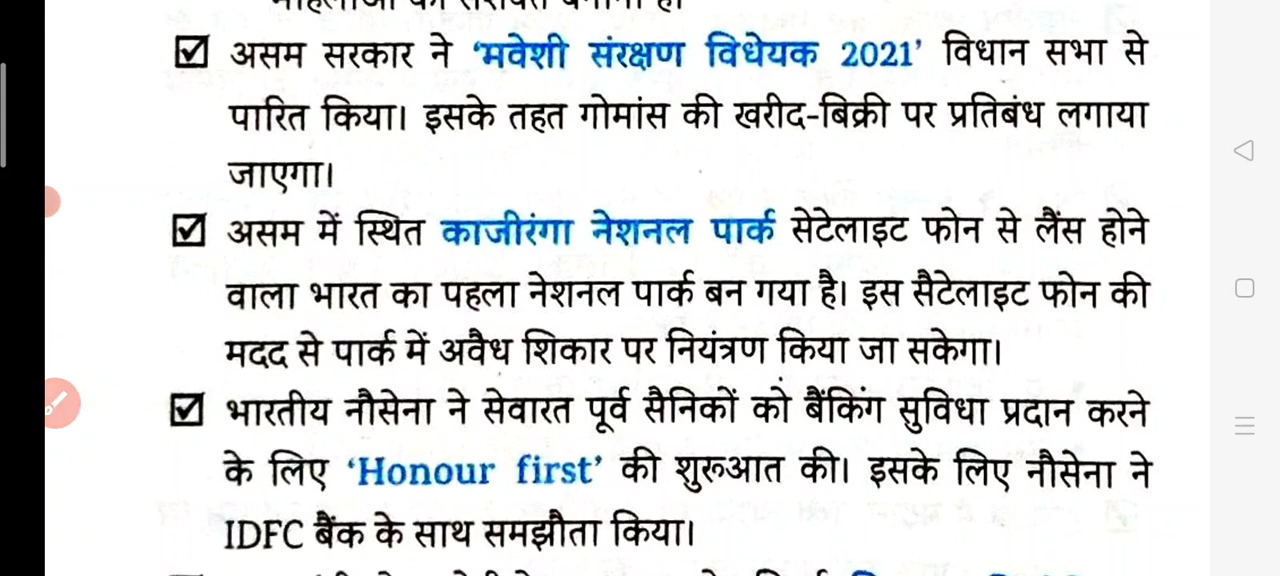 असम सरकार ने ‘मवेशी संरक्षण विधेयक 2021’ विधान सभा से
पारित किया। इसके तहत गोमांस की खरीद-बिक्री पर प्रतिबंध लगाया
जाएगा।
असम में स्थित काजीरंगा नेशनल पार्क सेटेलाइट फोन से लैंस होने
वाला भारत का पहला नेशनल पार्क बन गया है। इस सैटेलाइट फोन की
मदद से पार्क में अवैध शिकार पर नियंत्रण किया जा सकेगा।
भारतीय नौसेना ने सेवारत पूर्व सैनिकों को बैंकिंग सुविधा प्रदान करने
के लिए ‘Honour first’ की शुरूआत की। इसके लिए नौसेना ने
IDFC बैंक के साथ समझौता किया।